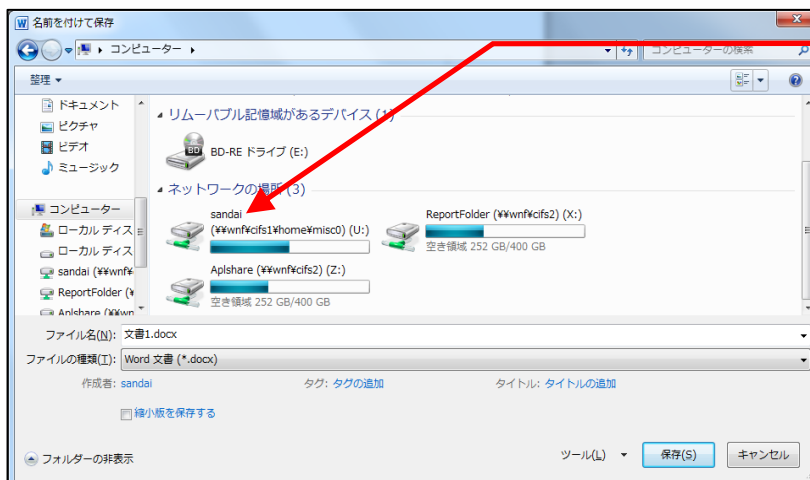 名前を付けて保存
コンピューター
コンピューターの検索
整理
ドキュメント
ピクチャ
ビデオ
ミュージック
コンピューター
ローカル ディス
ローカル ディス
sandai (¥¥wnf¥
ReportFolder (¥
Aplshare (¥¥wn
リムーバブル記憶域があるデバイス (1)
BD-RE ドライブ (E:)
ネットワークの場所 (3)
sandai
(¥¥wnf¥cifs1¥home¥misc0) (U:)
ReportFolder (¥¥wnf¥cifs2) (X:)
空き領域 252 GB/400 GB
Aplshare (¥¥wnf¥cifs2) (Z:)
空き領域 252 GB/400 GB
ファイル名(N): 文書1.docx
ファイルの種類(T): Word 文書 (*.docx)
作成者: sandai タグ: タグの追加 タイトル: タイトルの追加
縮小版を保存する
フォルダーの非表示 ツール(L) 保存(S) キャンセル